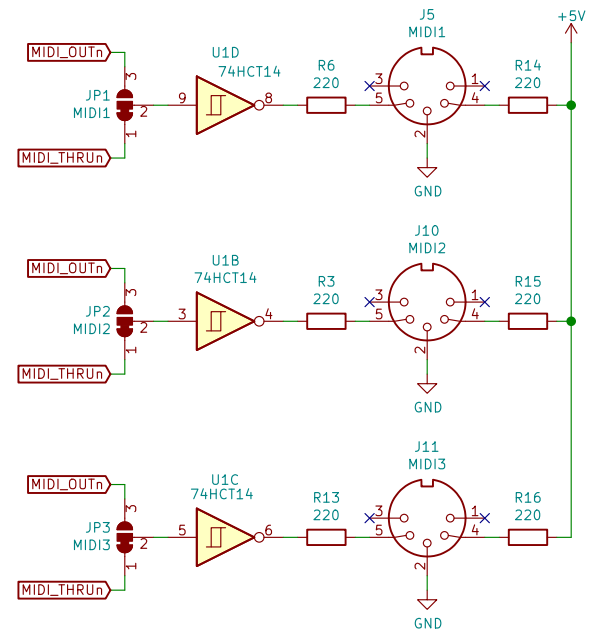 +5V
J5
MIDI1
MIDI_OUTn
U1D
74HCT14
R6
220
R14
220
3
JP1
MIDI1
2
9
8
3
1
5
4
1
2
MIDI_THRUn
GND
J10
MIDI2
MIDI_OUTn
U1B
74HCT14
R3
220
R15
220
3
JP2
MIDI2
2
3
4
3
1
5
4
1
2
MIDI_THRUn
GND
J11
MIDI3
MIDI_OUTn
U1C
74HCT14
R13
220
R16
220
3
JP3
MIDI3
2
5
6
3
1
5
4
1
2
MIDI_THRUn
GND